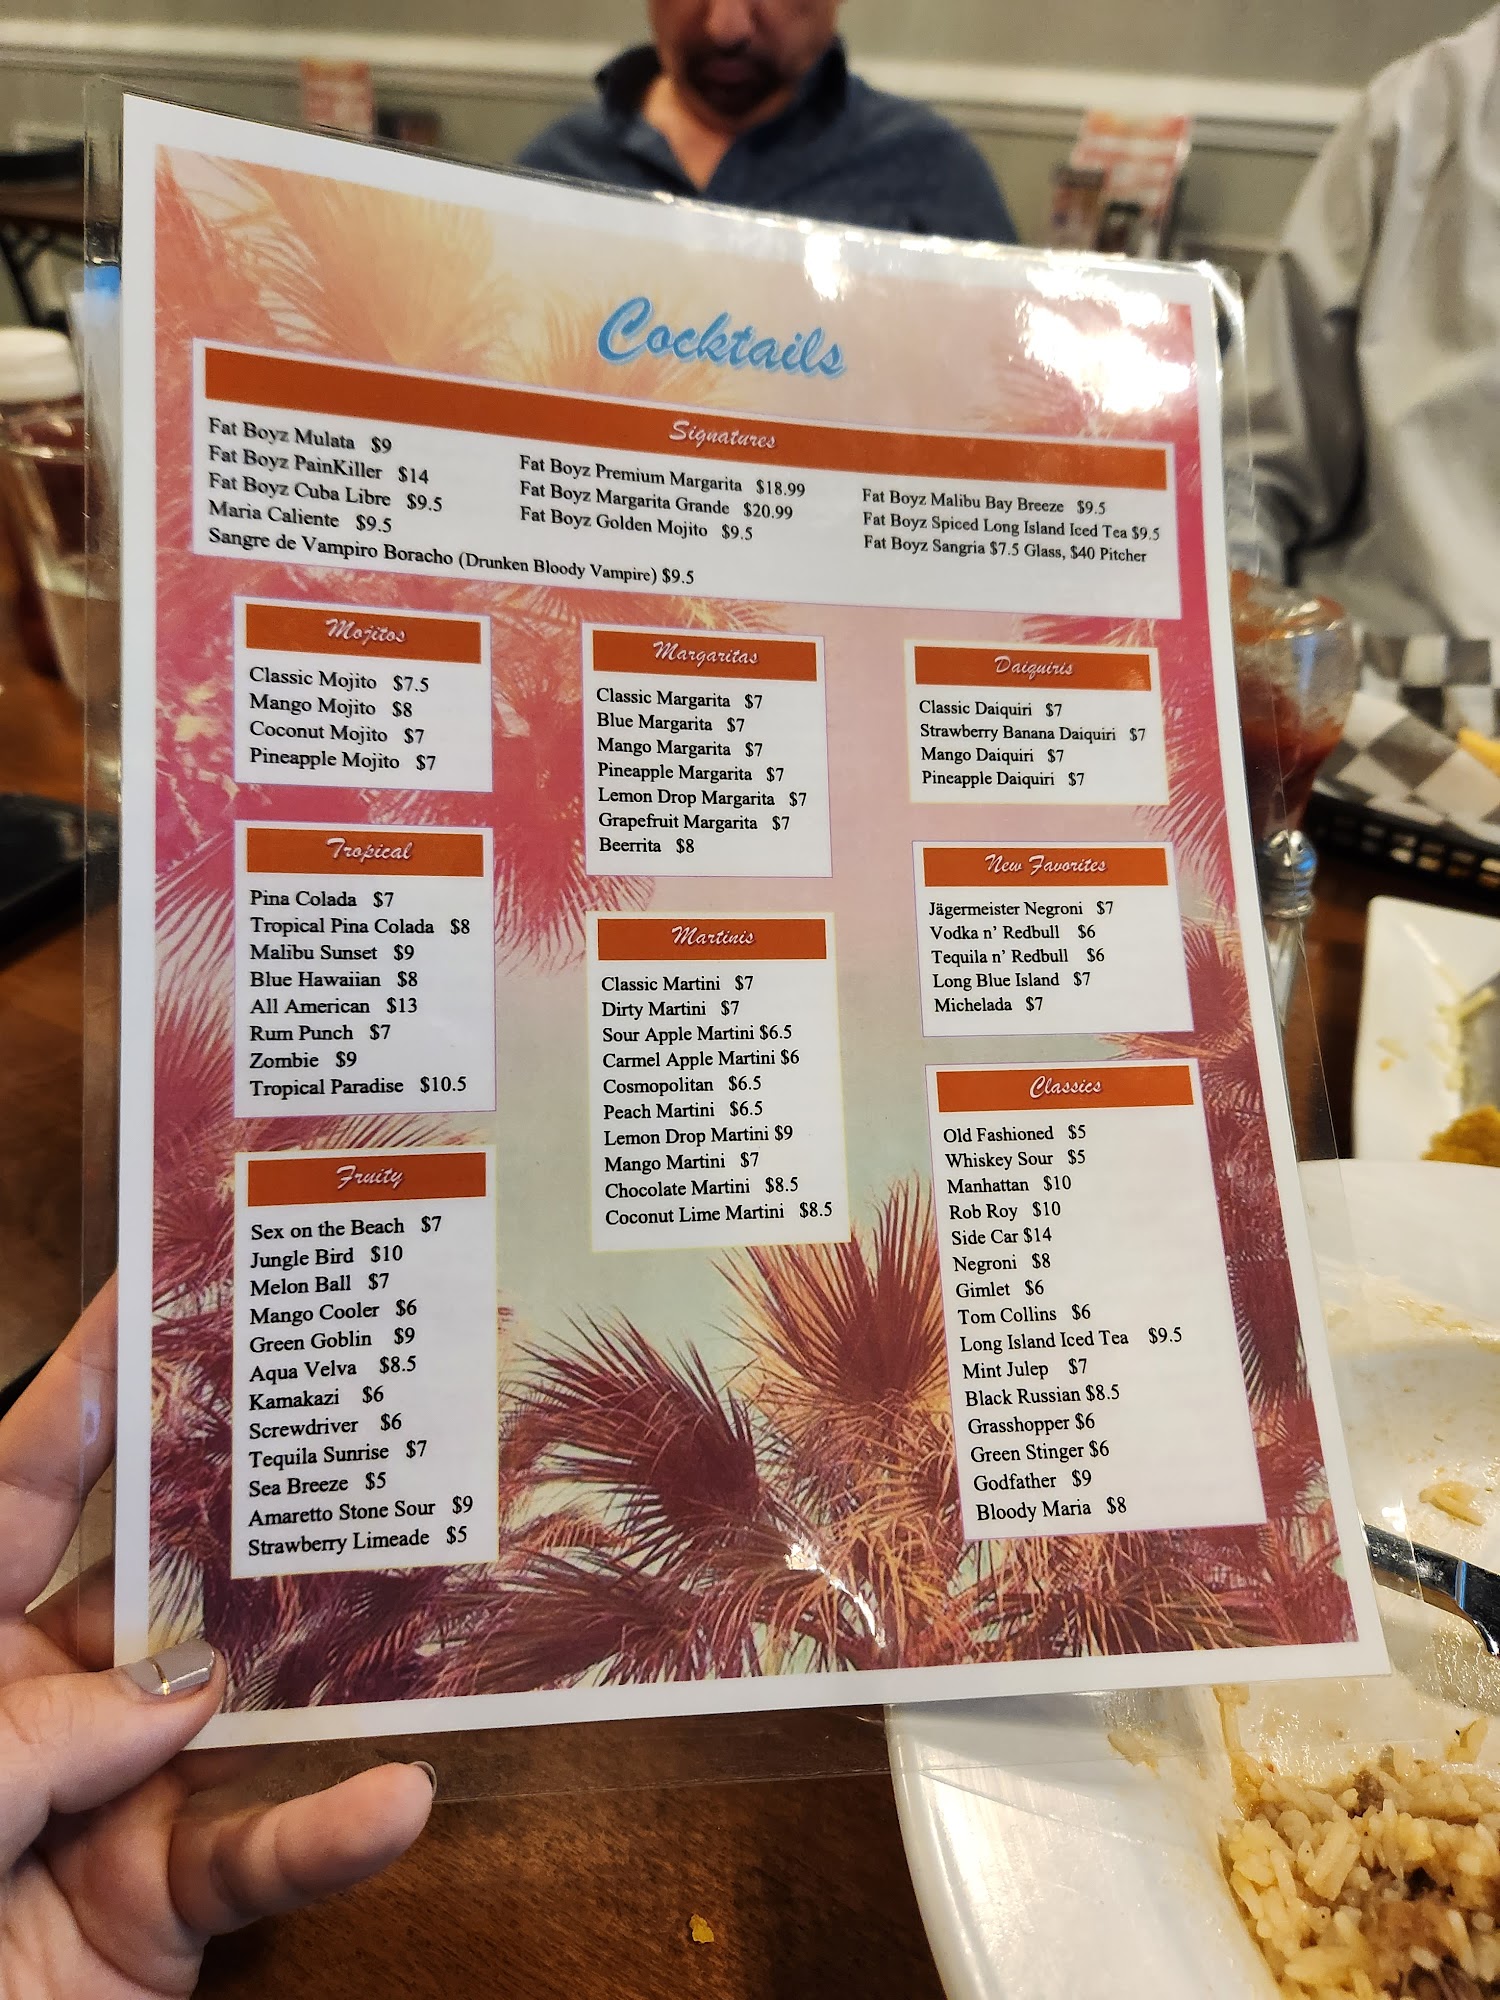 Cocktails
Signatures
Fat Boyz Mulata $9
Fat Boyz PainKiller $14
Fat Boyz Cuba Libre $9.5
Maria Caliente $9.5
Sangre de Vampiro Boracho (Drunken Bloody Vampire) $9.5
Fat Boyz Premium Margarita $18.99
Fat Boyz Margarita Grande $20.99
Fat Boyz Golden Mojito $9.5
Fat Boyz Malibu Bay Breeze $9.5
Fat Boyz Spiced Long Island Iced Tea $9.5
Fat Boyz Sangria $7.5 Glass, $40 Pitcher
Mojitos
Classic Mojito $7.5
Mango Mojito $8
Coconut Mojito $7
Pineapple Mojito $7
Tropical
Pina Colada $7
Tropical Pina Colada $8
Malibu Sunset $9
Blue Hawaiian $8
All American $13
Rum Punch $7
Zombie $9
Tropical Paradise $10.5
Fruity
Sex on the Beach $7
Jungle Bird $10
Melon Ball $7
Mango Cooler $6
Green Goblin $9
Aqua Velva $8.5
Kamakazi $6
Screwdriver $6
Tequila Sunrise $7
Sea Breeze $5
Amaretto Stone Sour $9
Strawberry Limeade $5
Margaritas
Classic Margarita $7
Blue Margarita $7
Mango Margarita $7
Pineapple Margarita $7
Lemon Drop Margarita $7
Grapefruit Margarita $7
Beerrita $8
Martinis
Classic Martini $7
Dirty Martini $7
Sour Apple Martini $6.5
Carmel Apple Martini $6
Cosmopolitan $6.5
Peach Martini $6.5
Lemon Drop Martini $9
Mango Martini $7
Chocolate Martini $8.5
Coconut Lime Martini $8.5
Daiquiris
Classic Daiquiri $7
Strawberry Banana Daiquiri $7
Mango Daiquiri $7
Pineapple Daiquiri $7
New Favorites
Jägermeister Negroni $7
Vodka n' Redbull $6
Tequila n' Redbull $6
Long Blue Island $7
Michelada $7
Classics
Old Fashioned $5
Whiskey Sour $5
Manhattan $10
Rob Roy $10
Side Car $14
Negroni $8
Gimlet $6
Tom Collins $6
Long Island Iced Tea $9.5
Mint Julep $7
Black Russian $8.5
Grasshopper $6
Green Stinger $6
Godfather $9
Bloody Maria $8